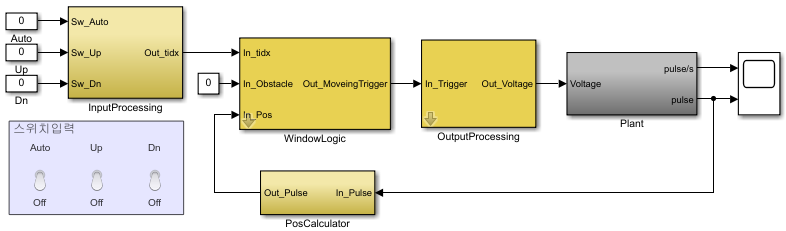 0
Auto
0
Up
0
Dn
Sw_Auto
Sw_Up
Sw_Dn
Out_tidx
InputProcessing
0
In_tidx
In_Obstacle
In_Pos
Out_MoveingTrigger
WindowLogic
In_Trigger
Out_Voltage
OutputProcessing
Voltage
pulse/s
pulse
Plant
스위치입력
Auto Up Dn
Off Off Off
Out_Pulse
In_Pulse
PosCalculator